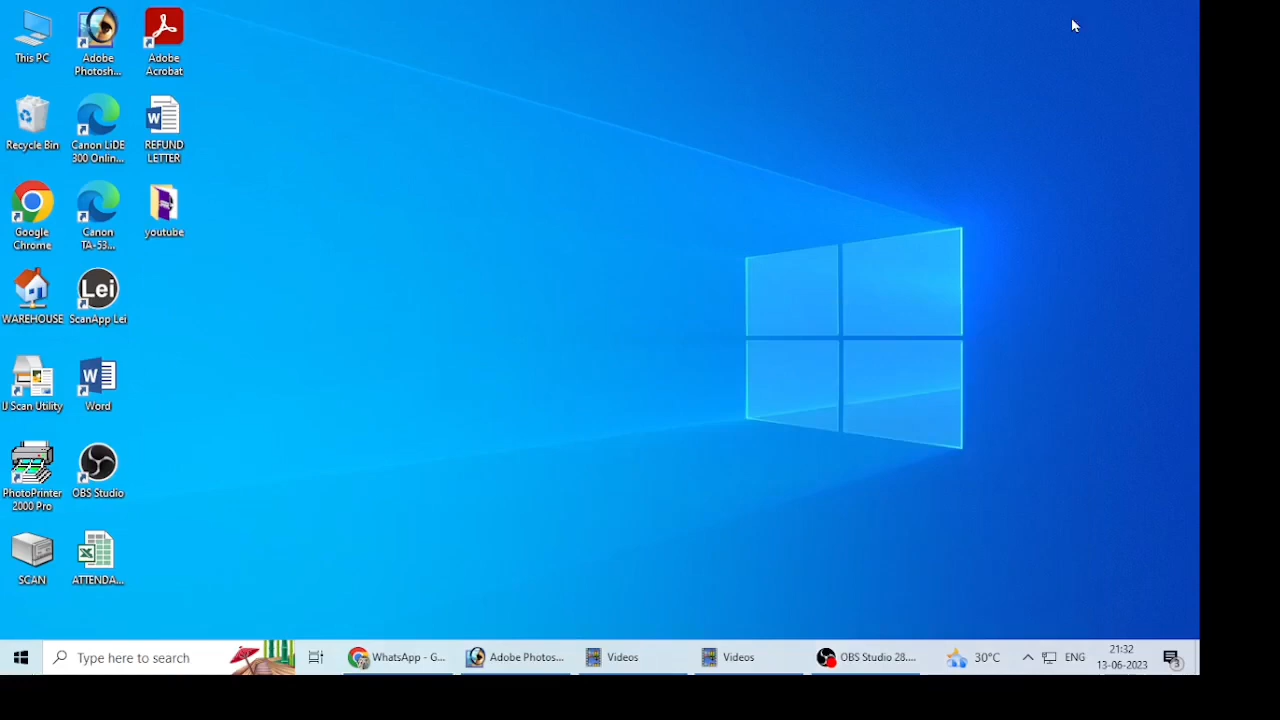 This PC
Adobe
Photosh...
Adobe
Acrobat
Recycle Bin
Canon LiDE
300 Onlin...
REFUND
LETTER
Google
Chrome
Canon
TA-53...
youtube
WAREHOUSE
Lei
ScanApp Lei
IJ Scan Utility
Word
PhotoPrinter
2000 Pro
OBS Studio
SCAN
ATTENDA...
Type here to search
WhatsApp - G...
Adobe Photos...
Videos
Videos
OBS Studio 28....
30°C
ENG
21:32
13-06-2023
3